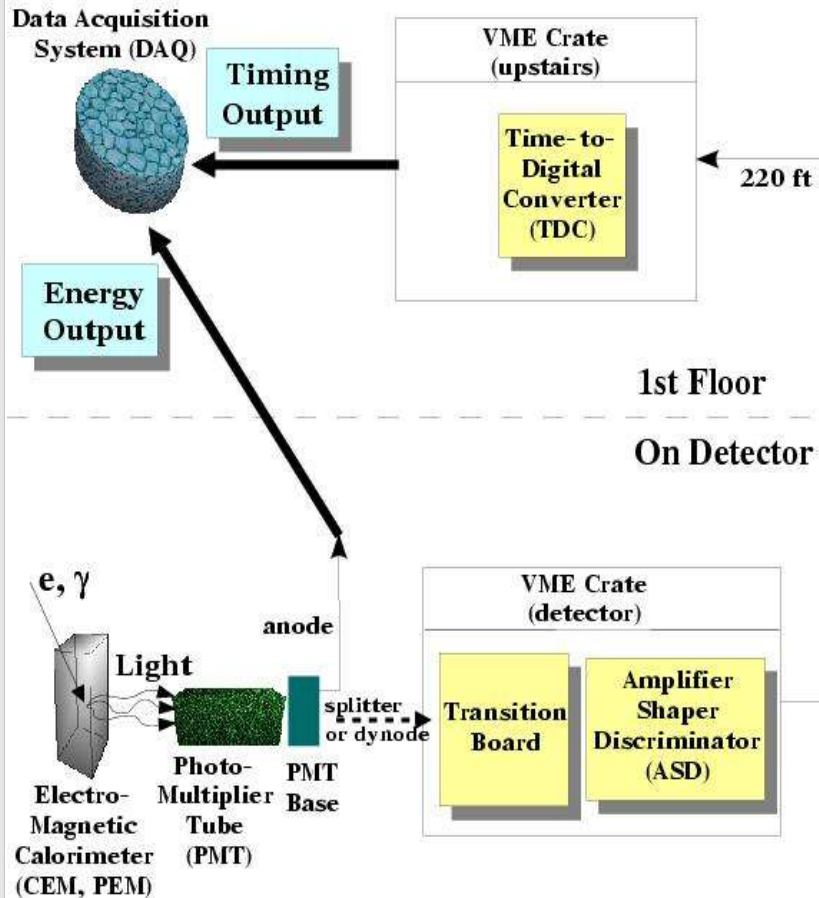 Data Acquisition
System (DAQ)
Timing
Output
VME Crate
(upstairs)
Time-to-
Digital
Converter
(TDC)
220 ft
Energy
Output
1st Floor
On Detector
e, γ
Light
anode
splitter
or dynode
VME Crate
(detector)
Transition
Board
Amplifier
Shaper
Discriminator
(ASD)
Electro-
Magnetic
Calorimeter
(CEM, PEM)
Photo-
Multiplier
Tube
(PMT)
PMT
Base